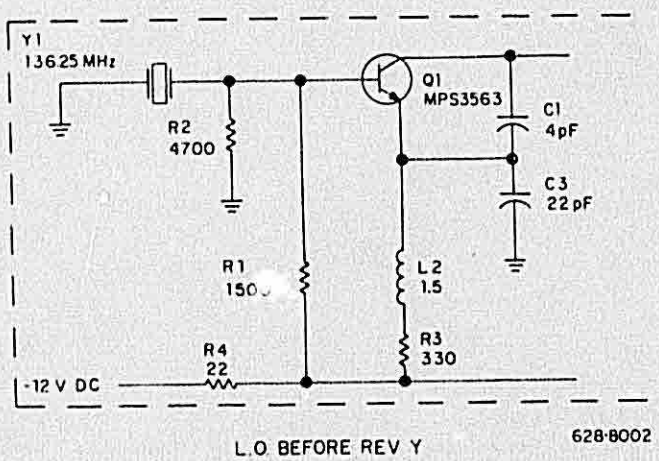 Y1
136.25 MHz
Q1
MPS3563
C1
4pF
R2
4700
C3
22pF
R1
L2
1.5
R3
330
R4
22
-12 V DC
L.O. BEFORE REV Y
628-8002